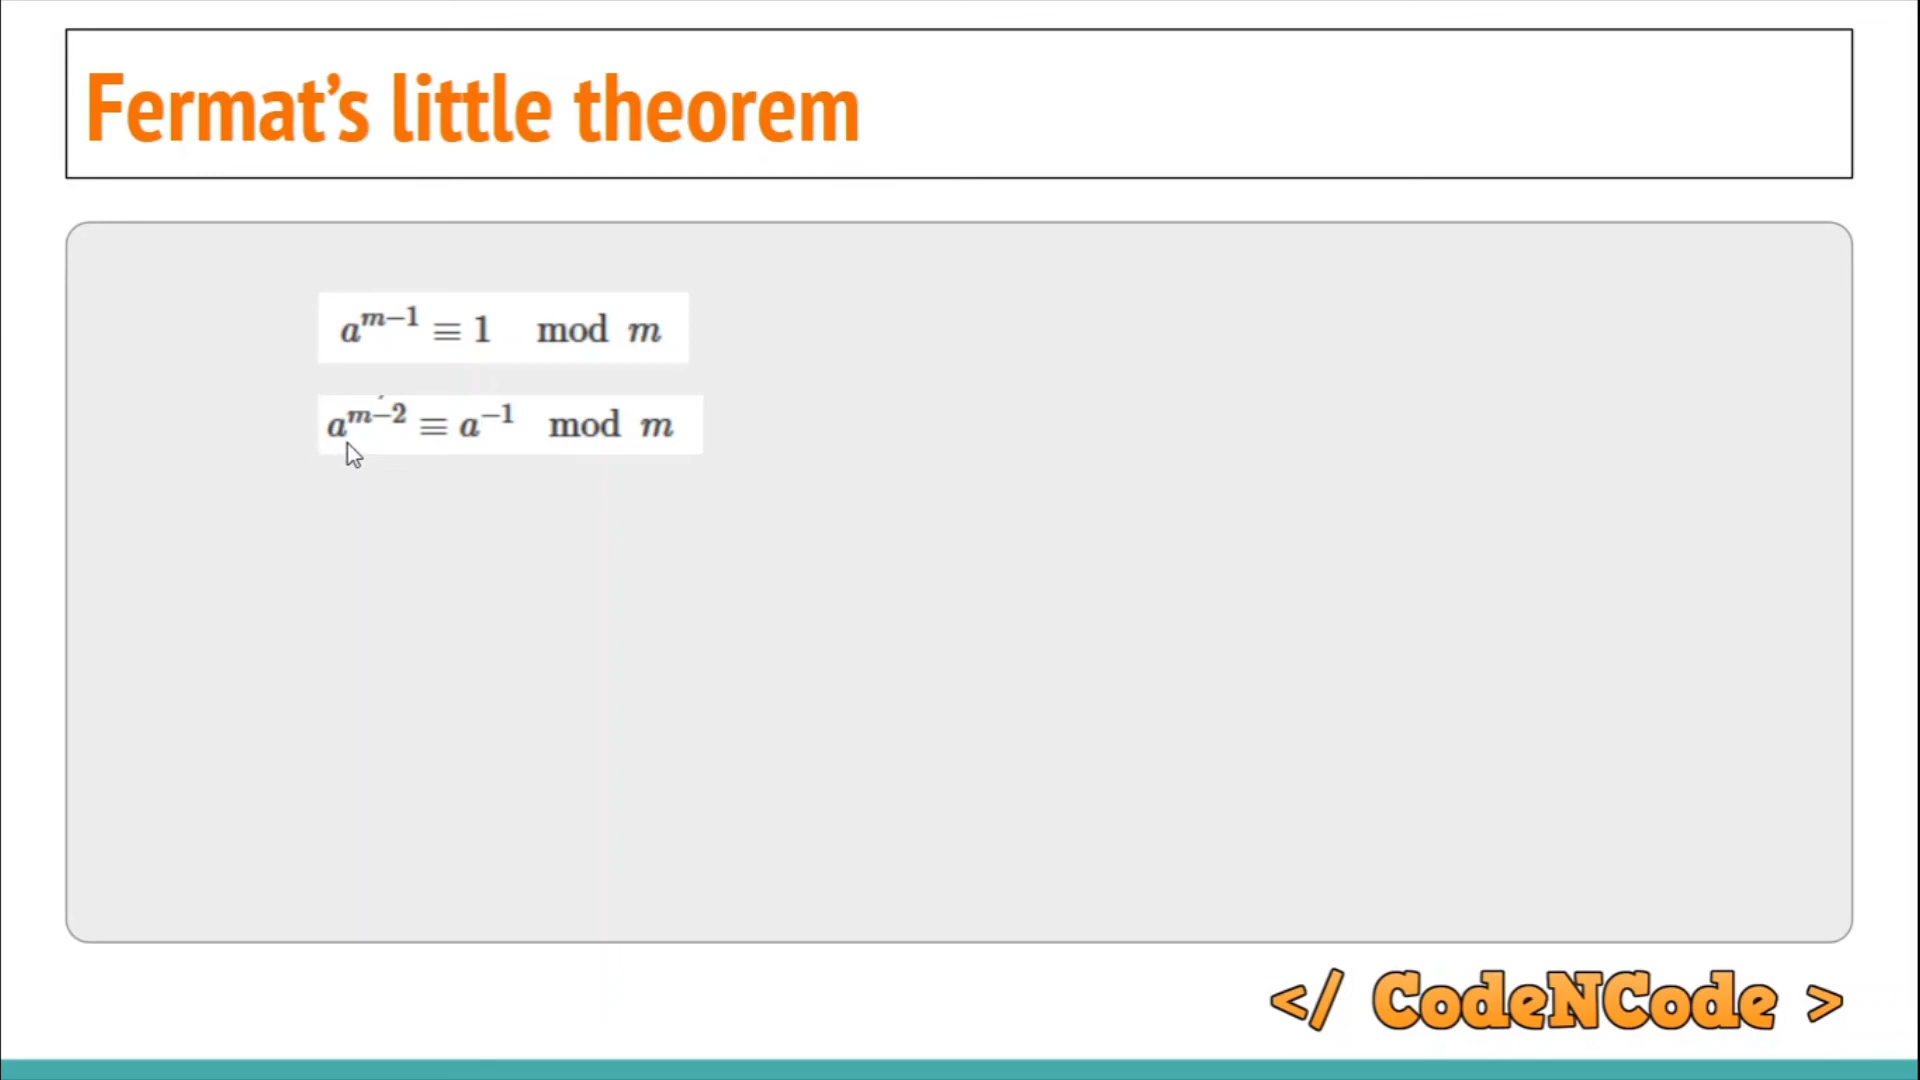 Fermat’s little theorem
a^{m−1} ≡ 1 mod m
a^{m−2} ≡ a^{−1} mod m
</ CodeNCode >